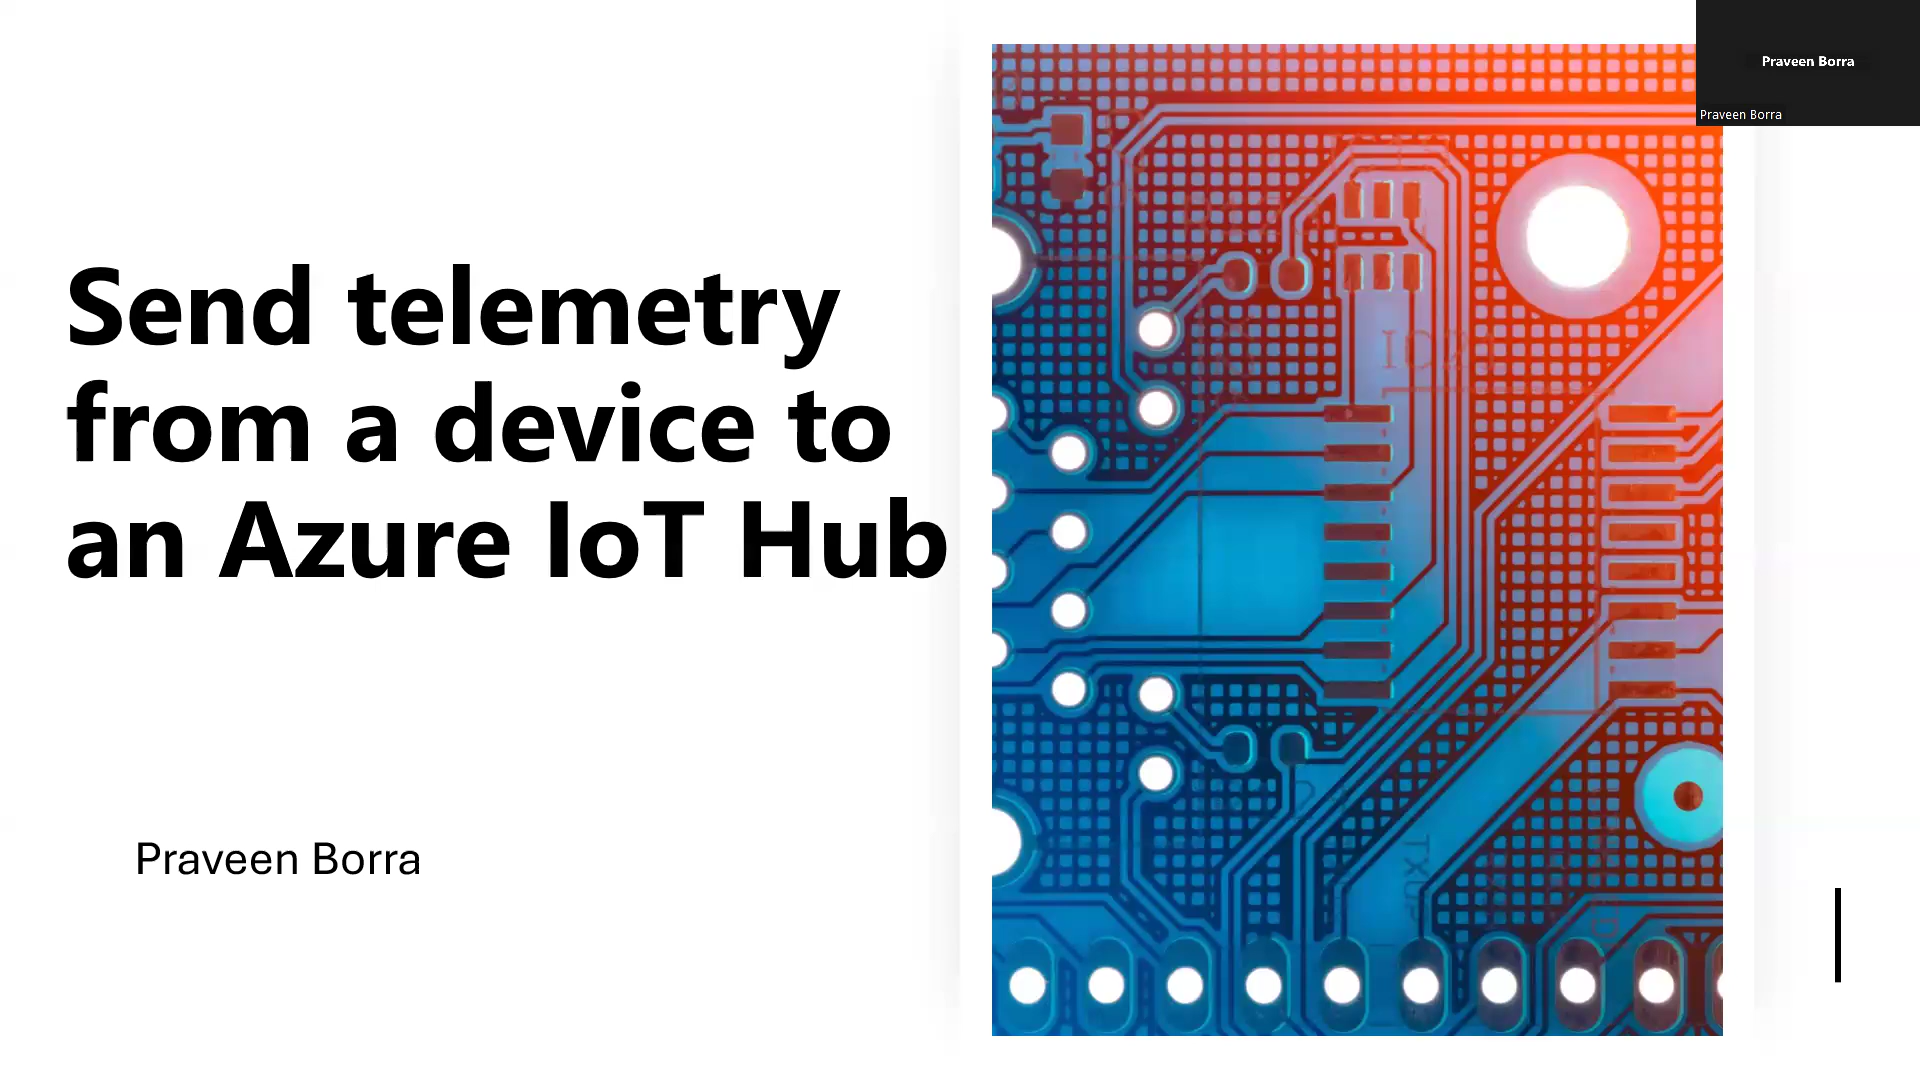 Praveen Borra
Praveen Borra
Send telemetry
from a device to
an Azure IoT Hub
Praveen Borra